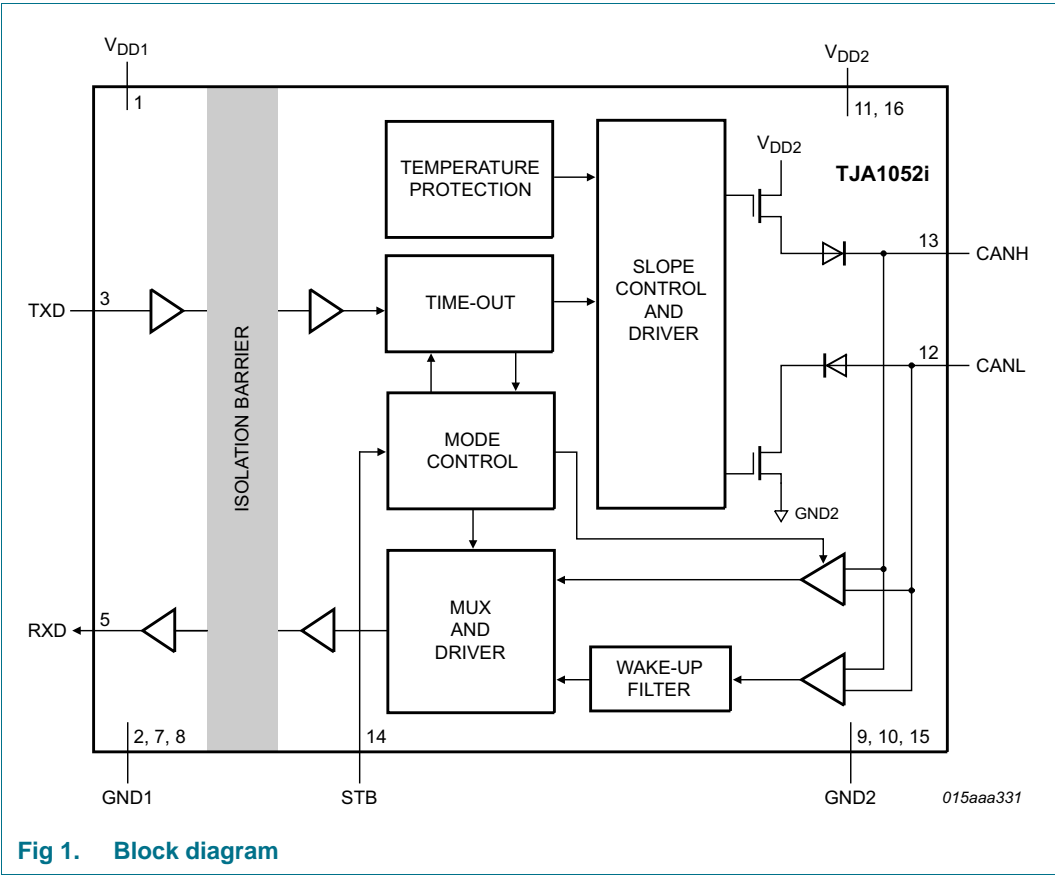 VDD1
VDD2
1
11, 16
VDD2
TJA1052i
TEMPERATURE
PROTECTION
SLOPE
CONTROL
AND
DRIVER
13
CANH
TXD
3
TIME-OUT
12
CANL
ISOLATION BARRIER
MODE
CONTROL
GND2
MUX
AND
DRIVER
RXD
5
WAKE-UP
FILTER
2, 7, 8
14
9, 10, 15
GND1
STB
GND2
015aaa331
Fig 1. Block diagram